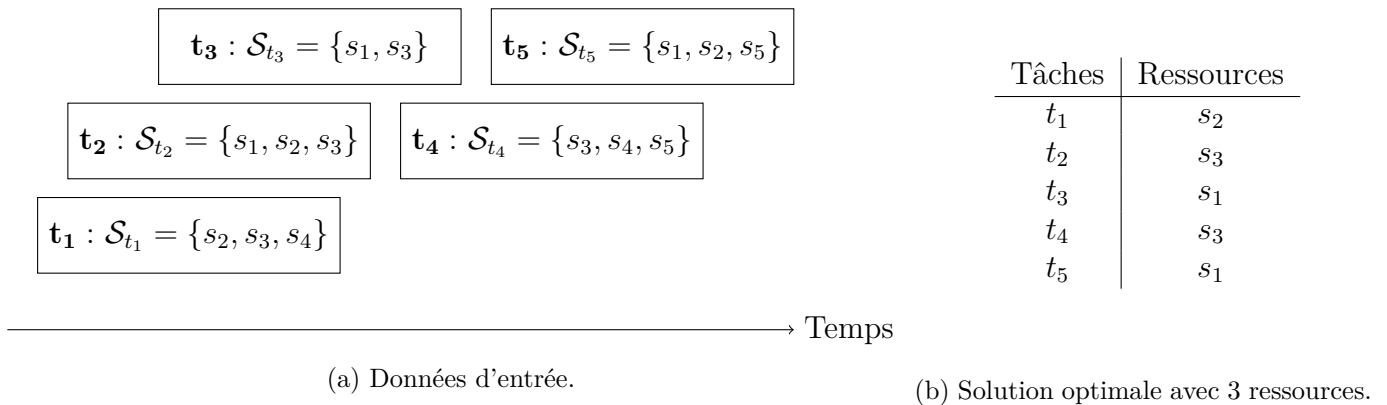 t₃ : 𝒮ₜ₃ = {s₁, s₃}
t₅ : 𝒮ₜ₅ = {s₁, s₂, s₅}
t₂ : 𝒮ₜ₂ = {s₁, s₂, s₃}
t₄ : 𝒮ₜ₄ = {s₃, s₄, s₅}
t₁ : 𝒮ₜ₁ = {s₂, s₃, s₄}
Temps
(a) Données d'entrée.
Tâches Ressources
t₁ s₂
t₂ s₃
t₃ s₁
t₄ s₃
t₅ s₁
(b) Solution optimale avec 3 ressources.